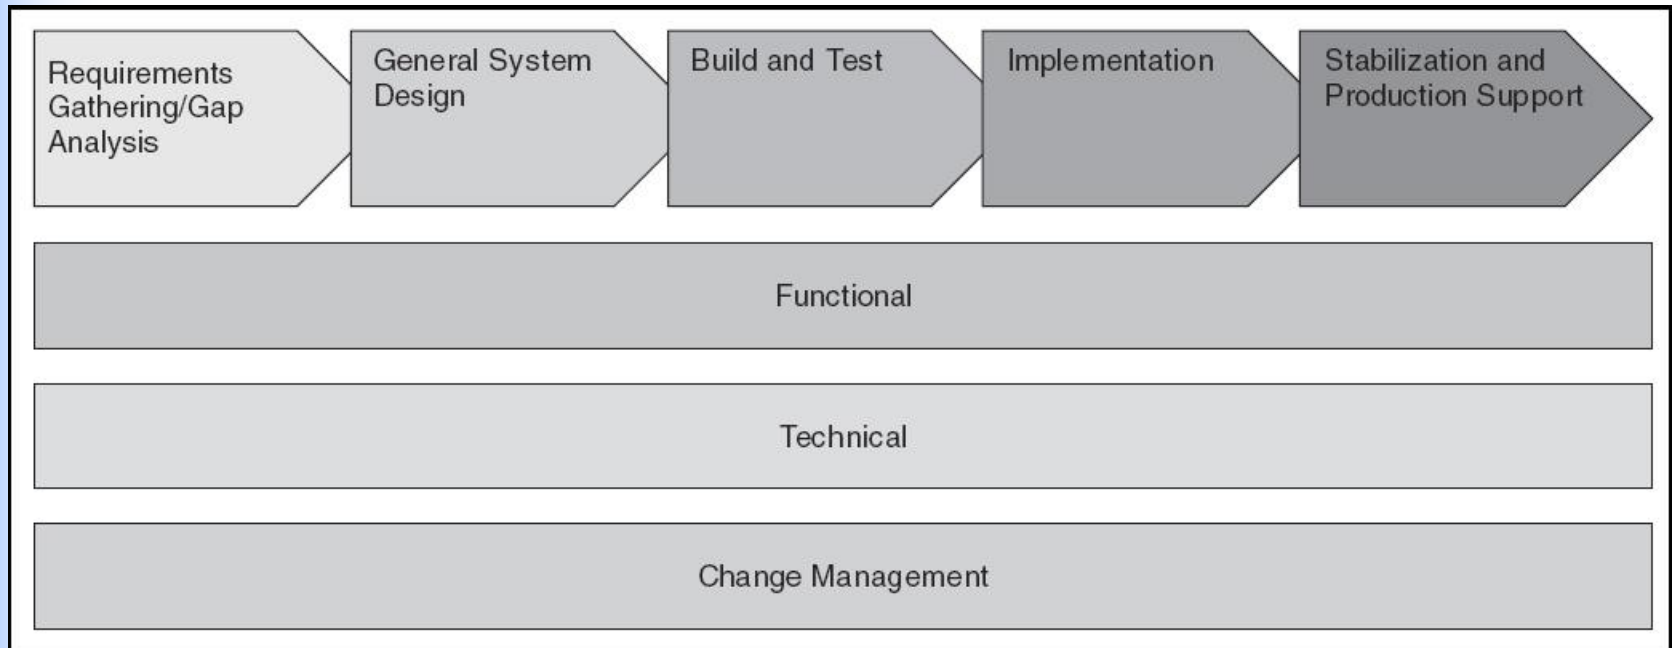 Requirements
Gathering/Gap
Analysis
General System
Design
Build and Test
Implementation
Stabilization and
Production Support
Functional
Technical
Change Management